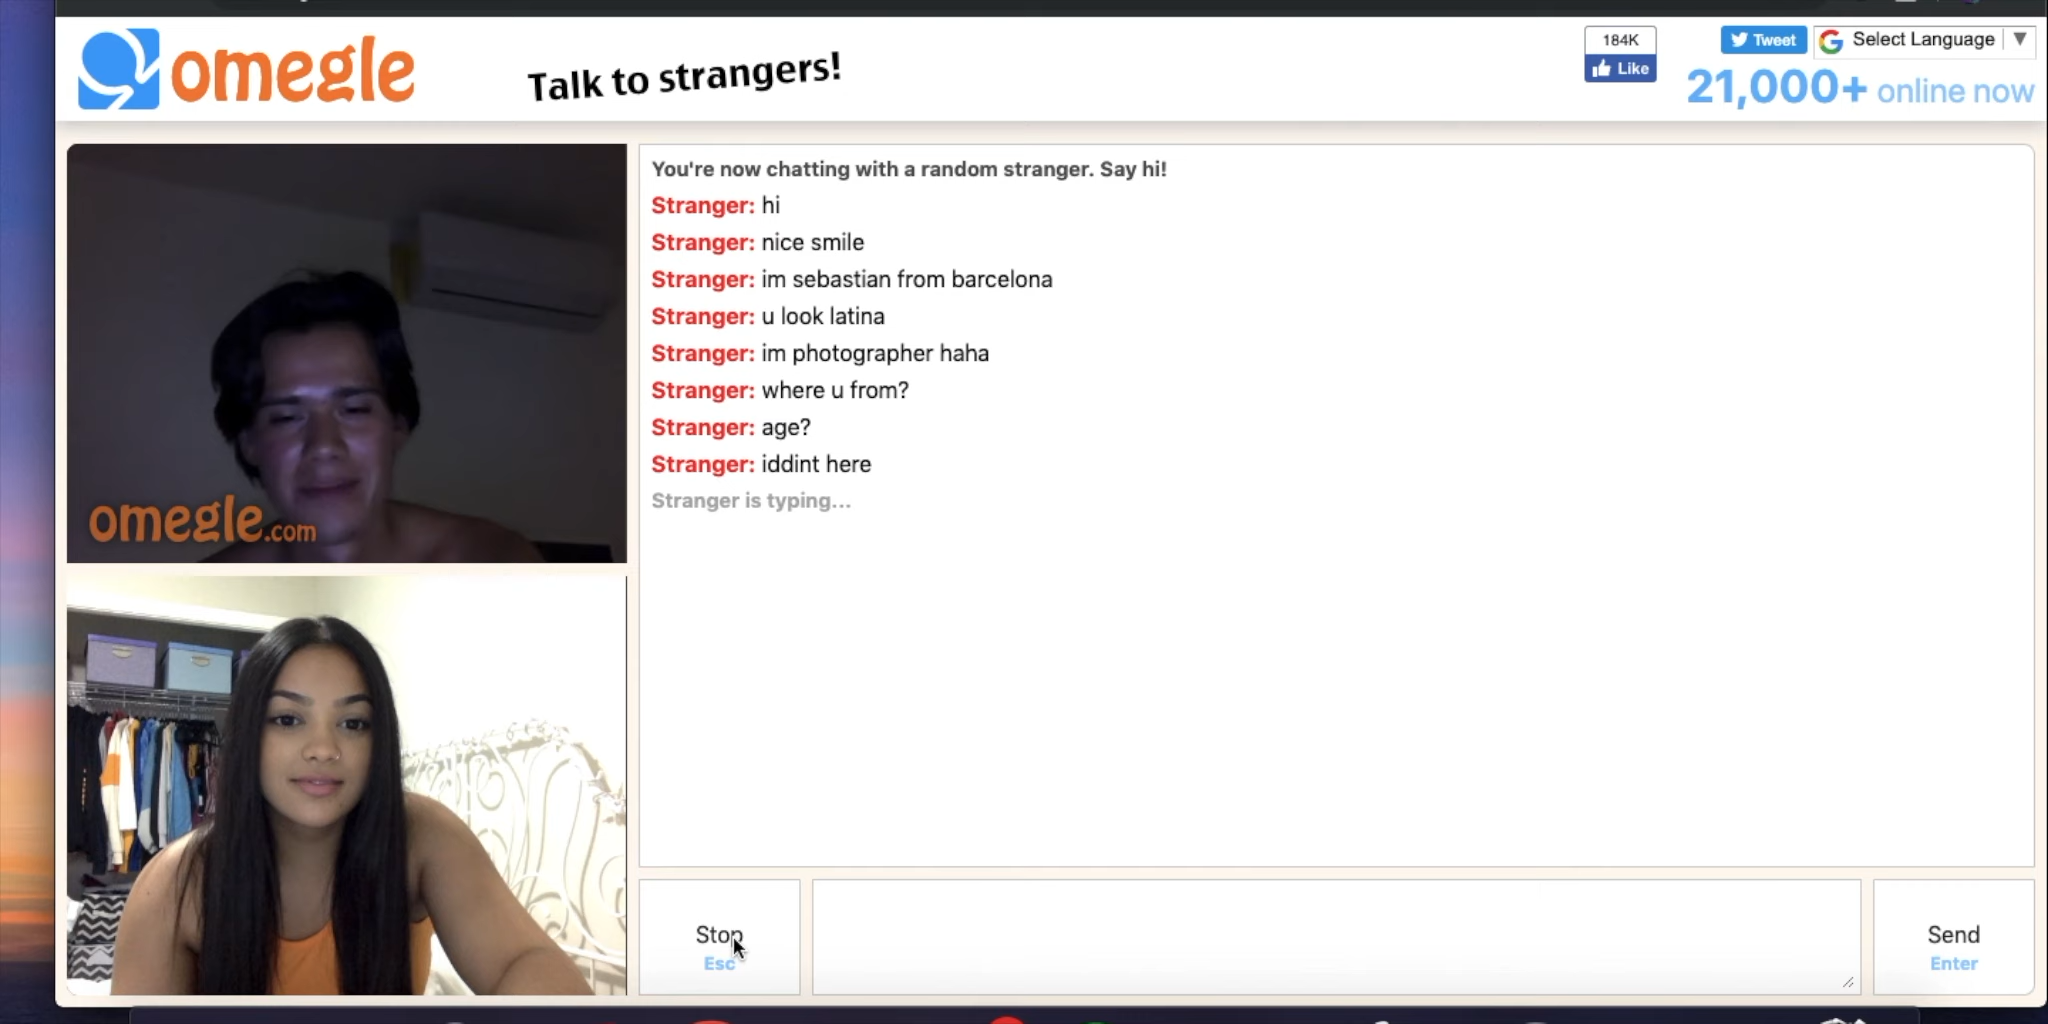 omegle
Talk to strangers!
184K
Like
Tweet
Select Language
21,000+ online now
You're now chatting with a random stranger. Say hi!
Stranger: hi
Stranger: nice smile
Stranger: im sebastian from barcelona
Stranger: u look latina
Stranger: im photographer haha
Stranger: where u from?
Stranger: age?
Stranger: iddint here
Stranger is typing...
omegle.com
Stop
Esc
Send
Enter